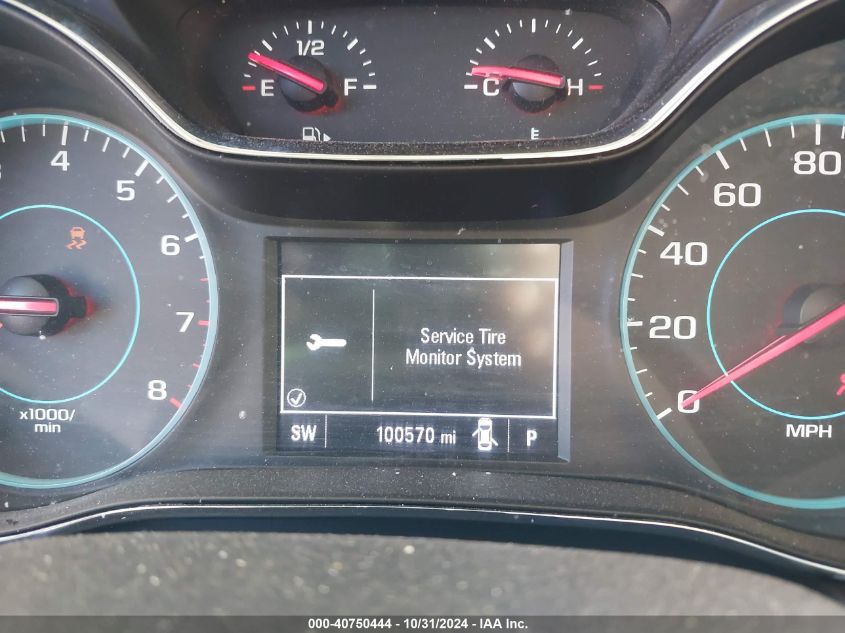 1/2
E F
C H
3 4 5 6 7 8
x1000/
min
Service Tire
Monitor System
SW 100570 mi P
0 20 40 60 80
MPH
000-40750444 - 10/31/2024 - IAA Inc.